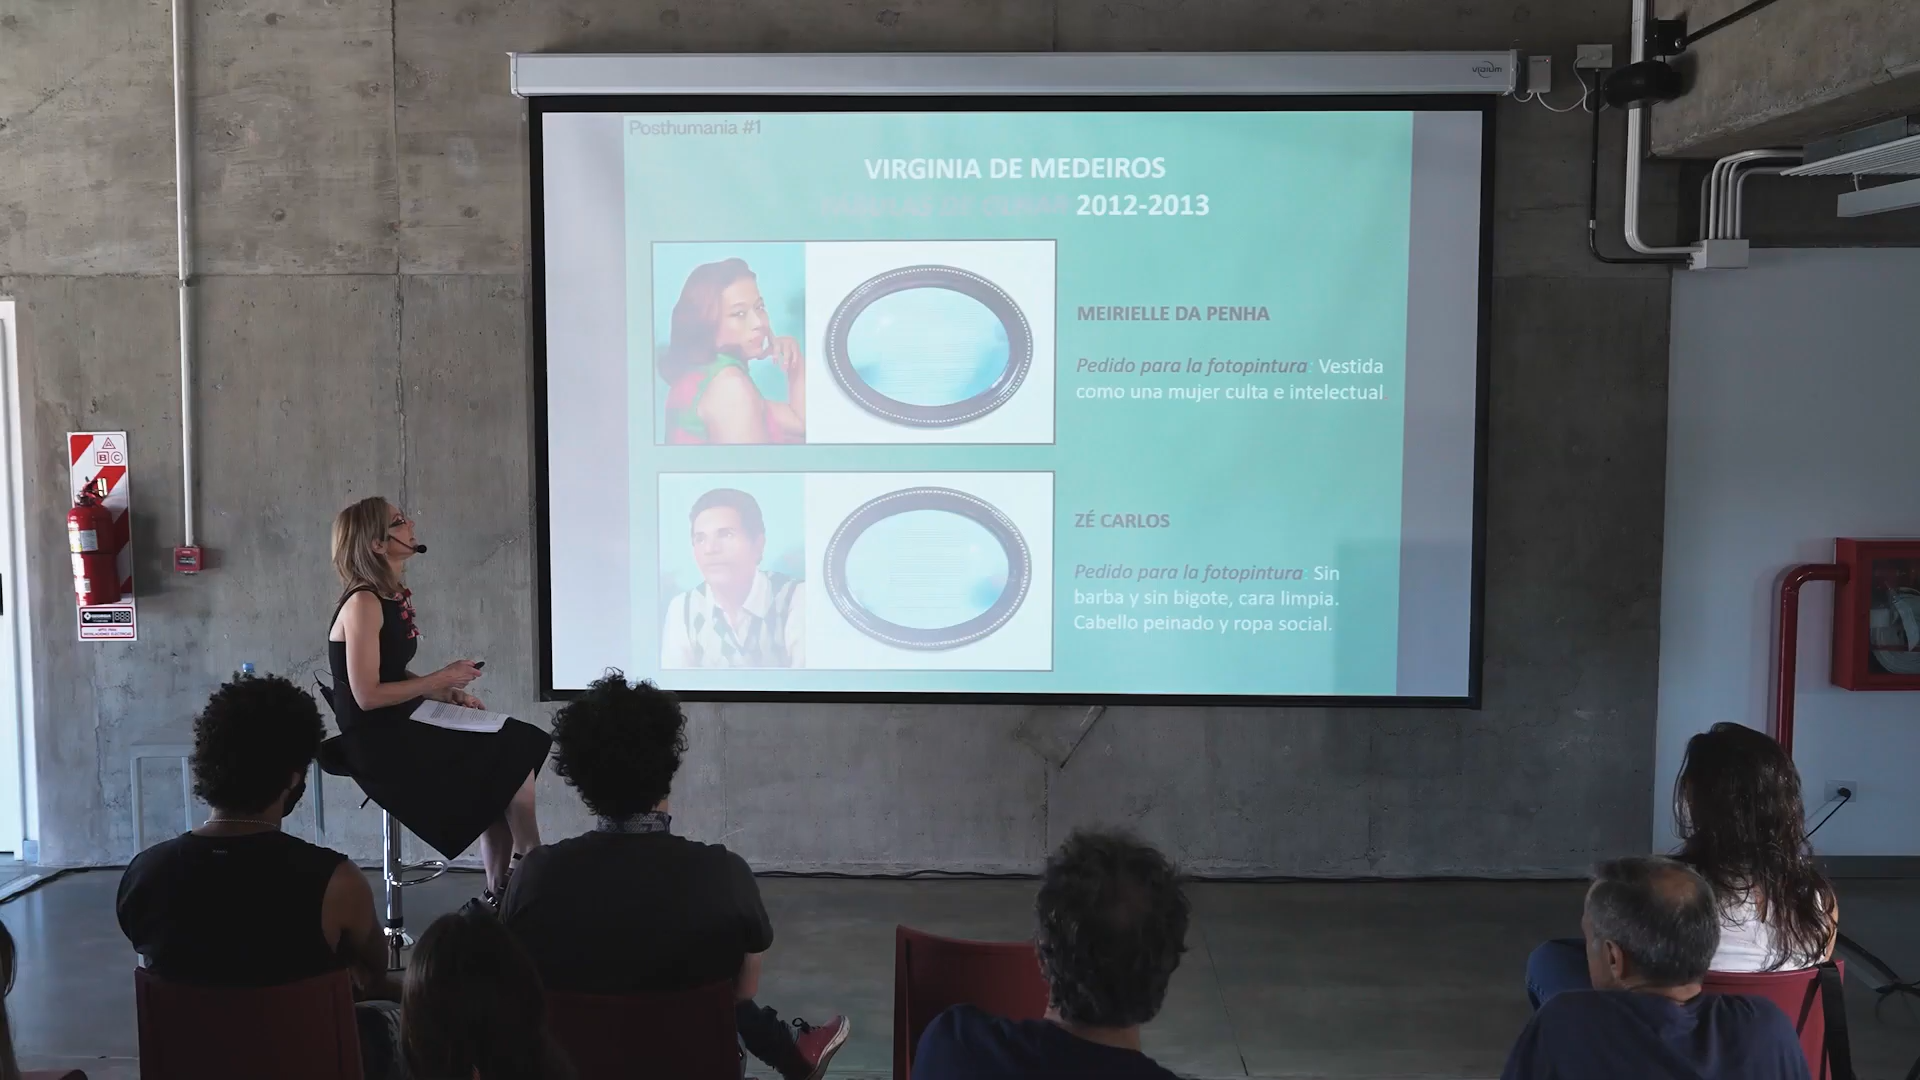 Posthumania #1
VIRGINIA DE MEDEIROS
2012-2013
MEIRIELLE DA PENHA
Pedido para la fotopintura: Vestida
como una mujer culta e intelectual.
ZÉ CARLOS
Pedido para la fotopintura: Sin
barba y sin bigote, cara limpia.
Cabello peinado y ropa social.
A
B C